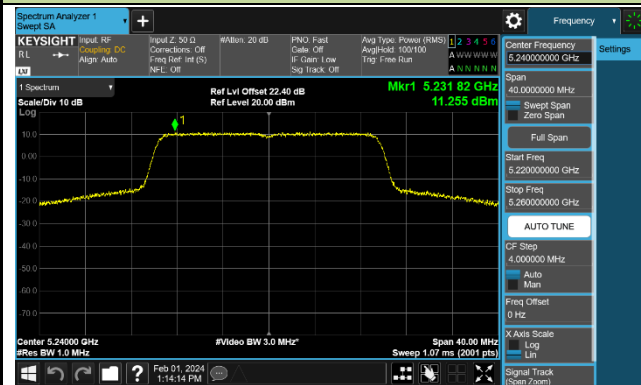 Spectrum Analyzer 1
Swept SA
Frequency
KEYSIGHT
RL
Input: RF
Coupling: DC
Align: Auto
Input Z: 50 Ω
Corrections: Off
Freq Ref: Int (S)
NFE: Off
#Atten: 20 dB
PNO: Fast
Gate: Off
IF Gain: Low
Sig Track: Off
Avg Type: Power (RMS)
Avg|Hold: 100/100
Trig: Free Run
1 2 3 4 5 6
A W W W W W
A N N N N N
1 Spectrum
Scale/Div 10 dB
Log
Ref Lvl Offset 22.40 dB
Ref Level 20.00 dBm
Mkr1 5.231 82 GHz
11.255 dBm
1
10.0
0.00
-10.0
-20.0
-30.0
-40.0
-50.0
-60.0
-70.0
Center 5.24000 GHz
#Res BW 1.0 MHz
#Video BW 3.0 MHz*
Span 40.00 MHz
Sweep 1.07 ms (2001 pts)
Center Frequency
5.240000000 GHz
Settings
Span
40.0000000 MHz
Swept Span
Zero Span
Full Span
Start Freq
5.220000000 GHz
Stop Freq
5.260000000 GHz
AUTO TUNE
CF Step
4.000000 MHz
Auto
Man
Freq Offset
0 Hz
X Axis Scale
Log
Lin
Signal Track
(Span Zoom)
Feb 01, 2024
1:14:14 PM